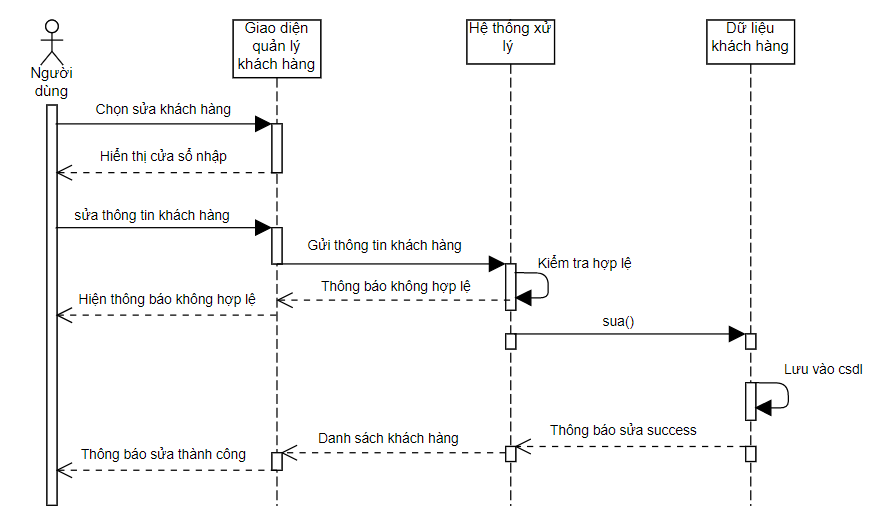 Giao diện
quản lý
khách hàng
Hệ thông xử
lý
Dữ liệu
khách hàng
Người
dùng
Chọn sửa khách hàng
Hiển thị cửa sổ nhập
sửa thông tin khách hàng
Gửi thông tin khách hàng
Kiểm tra hợp lệ
Thông báo không hợp lệ
Hiện thông báo không hợp lệ
sua()
Lưu vào csdl
Thông báo sửa success
Danh sách khách hàng
Thông báo sửa thành công